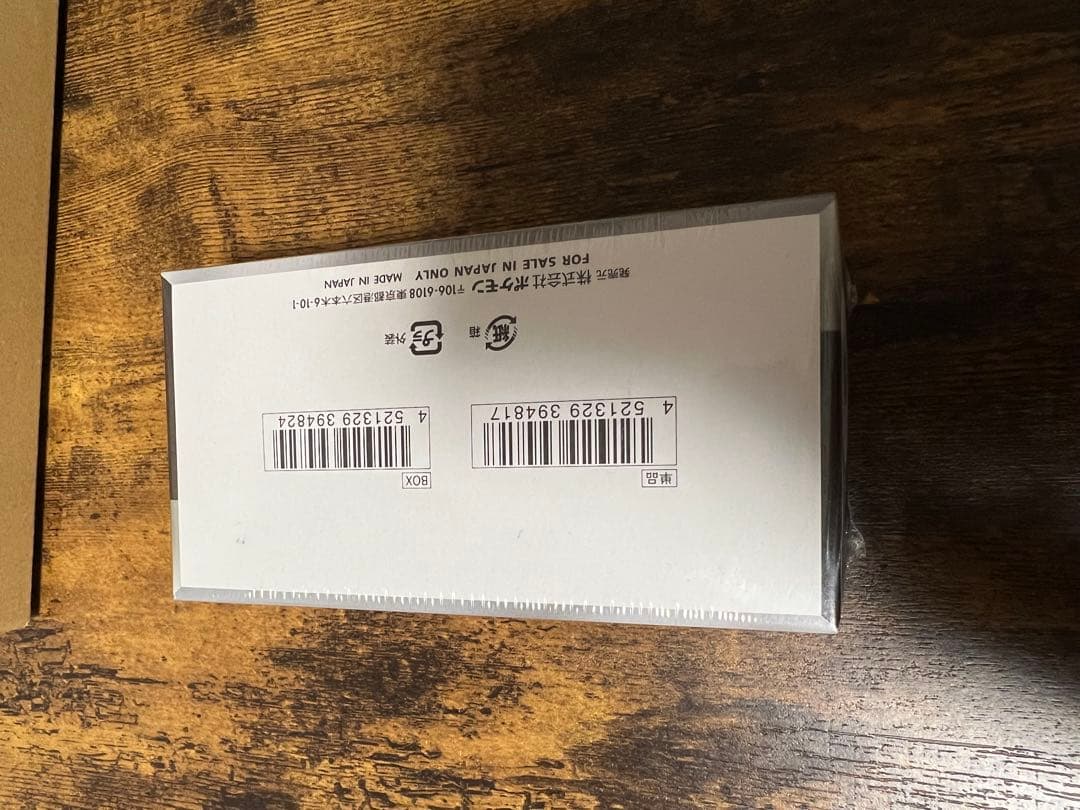 単品
4 521329 394817
BOX
4 521329 394824
紙
箱
プラ
外装
発売元 株式会社ポケモン 〒106-6108 東京都港区六本木6-10-1
FOR SALE IN JAPAN ONLY MADE IN JAPAN